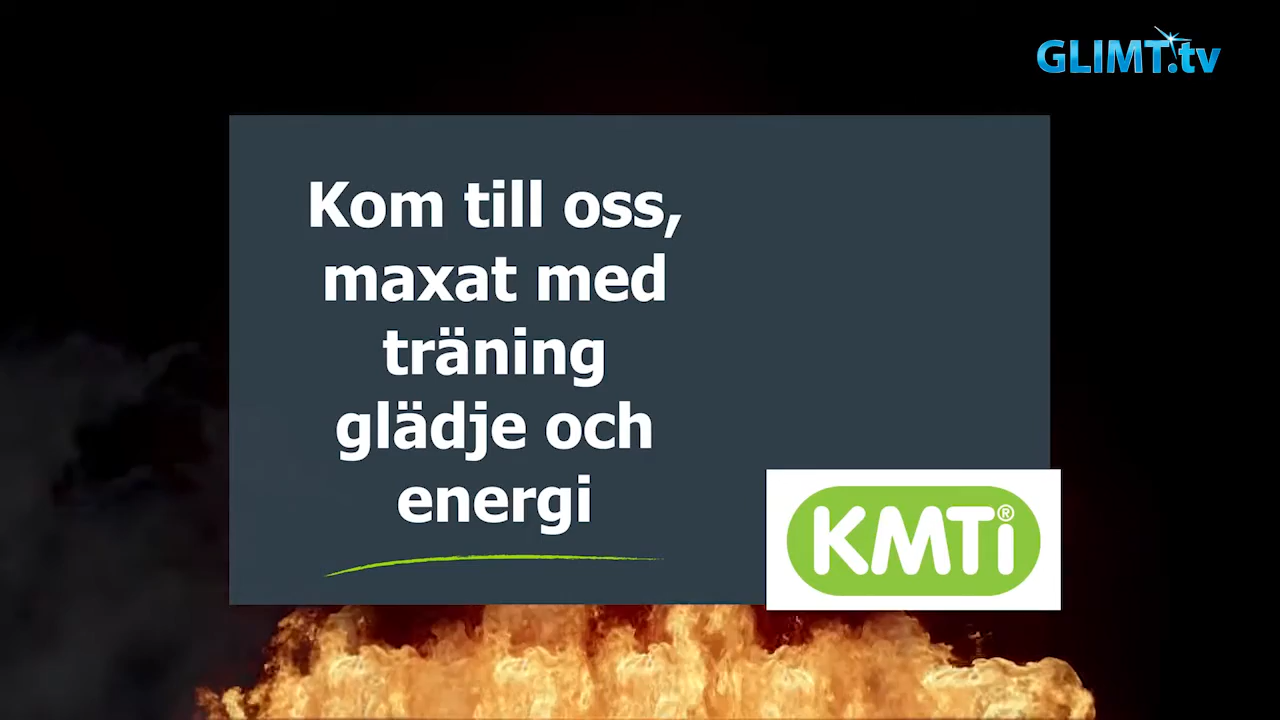 GLIMT.tv
Kom till oss,
maxat med
träning
glädje och
energi
KMTi®